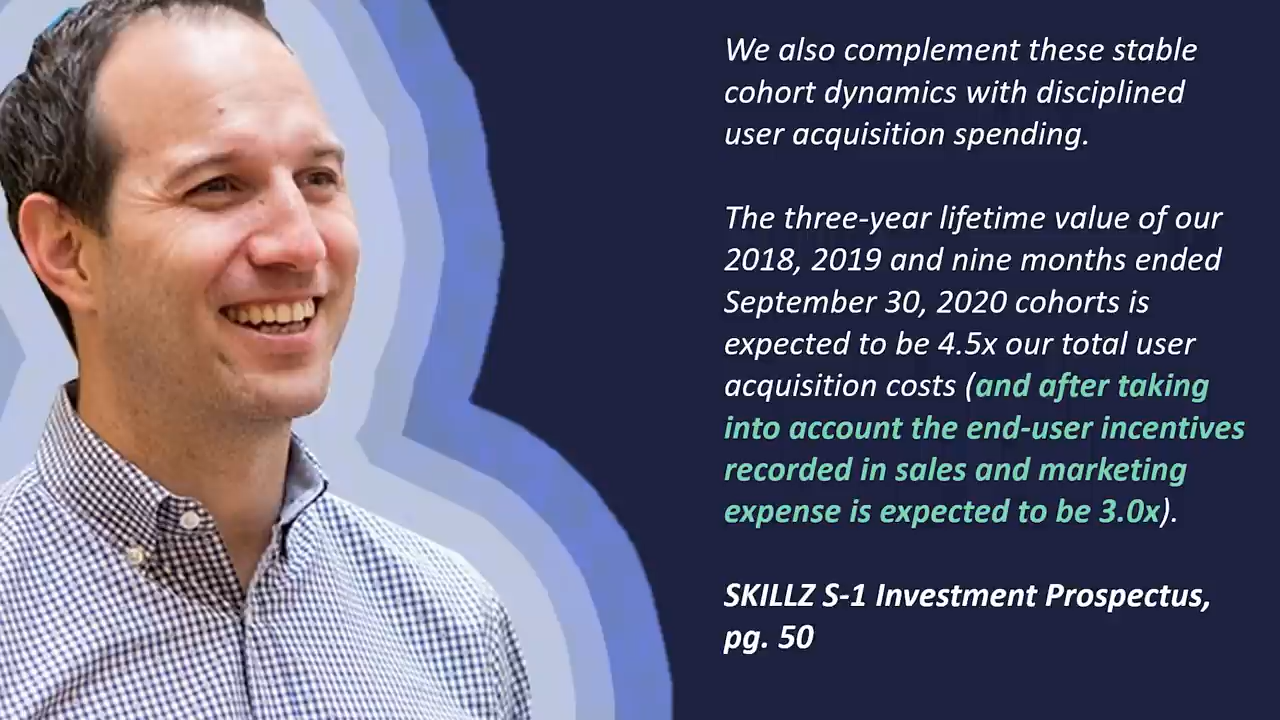 We also complement these stable
cohort dynamics with disciplined
user acquisition spending.
The three-year lifetime value of our
2018, 2019 and nine months ended
September 30, 2020 cohorts is
expected to be 4.5x our total user
acquisition costs (and after taking
into account the end-user incentives
recorded in sales and marketing
expense is expected to be 3.0x).
SKILLZ S-1 Investment Prospectus,
pg. 50